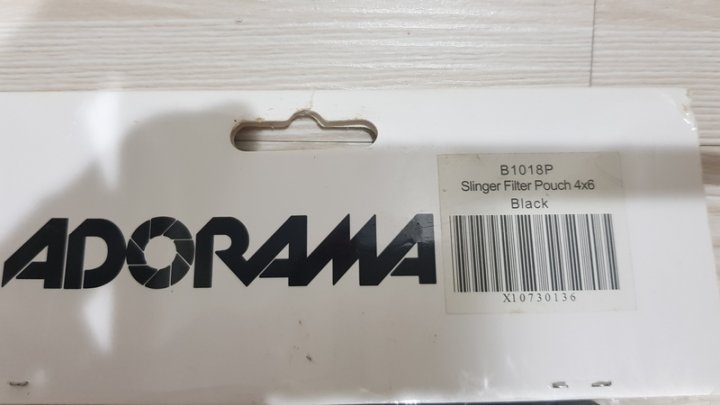 ADORAMA
B1018P
Slinger Filter Pouch 4x6
Black
X10730136